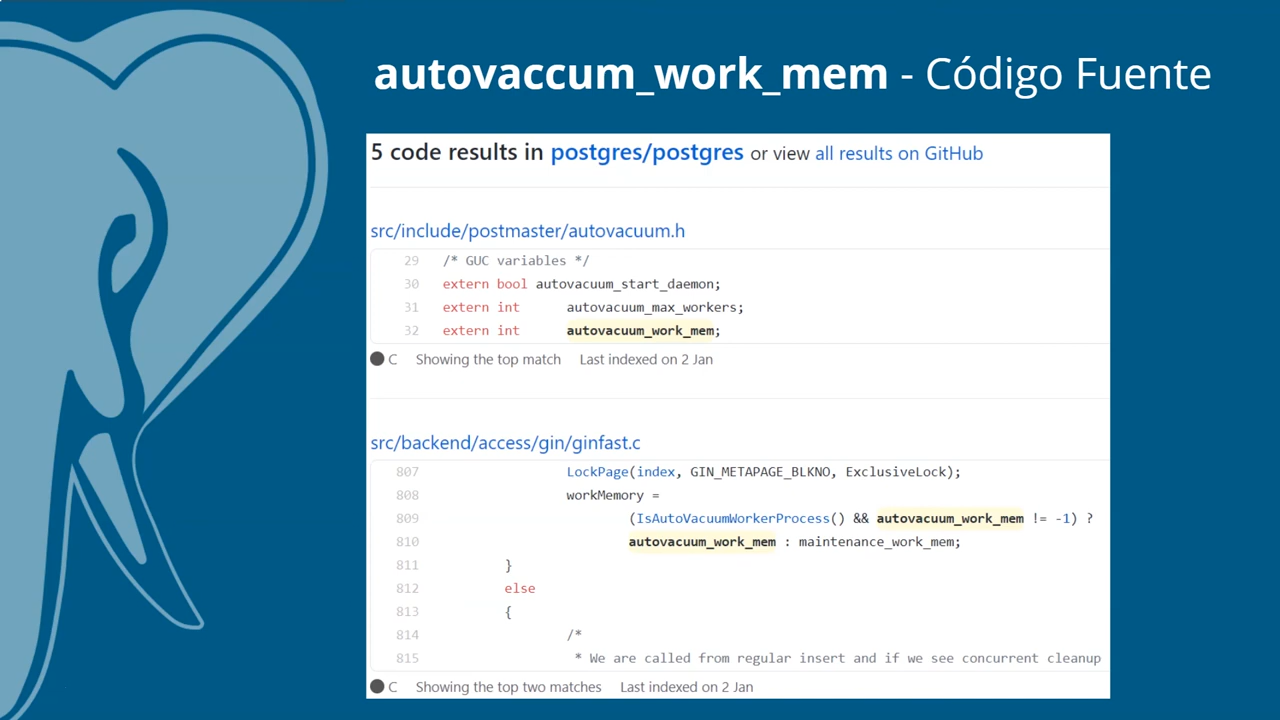 autovaccum_work_mem - Código Fuente
5 code results in postgres/postgres or view all results on GitHub
src/include/postmaster/autovacuum.h
29 /* GUC variables */
30 extern bool autovacuum_start_daemon;
31 extern int autovacuum_max_workers;
32 extern int autovacuum_work_mem;
C Showing the top match Last indexed on 2 Jan
src/backend/access/gin/ginfast.c
807 LockPage(index, GIN_METAPAGE_BLKNO, ExclusiveLock);
808 workMemory =
809 (IsAutoVacuumWorkerProcess() && autovacuum_work_mem != -1) ?
810 autovacuum_work_mem : maintenance_work_mem;
811 }
812 else
813 {
814 /*
815 * We are called from regular insert and if we see concurrent cleanup
C Showing the top two matches Last indexed on 2 Jan